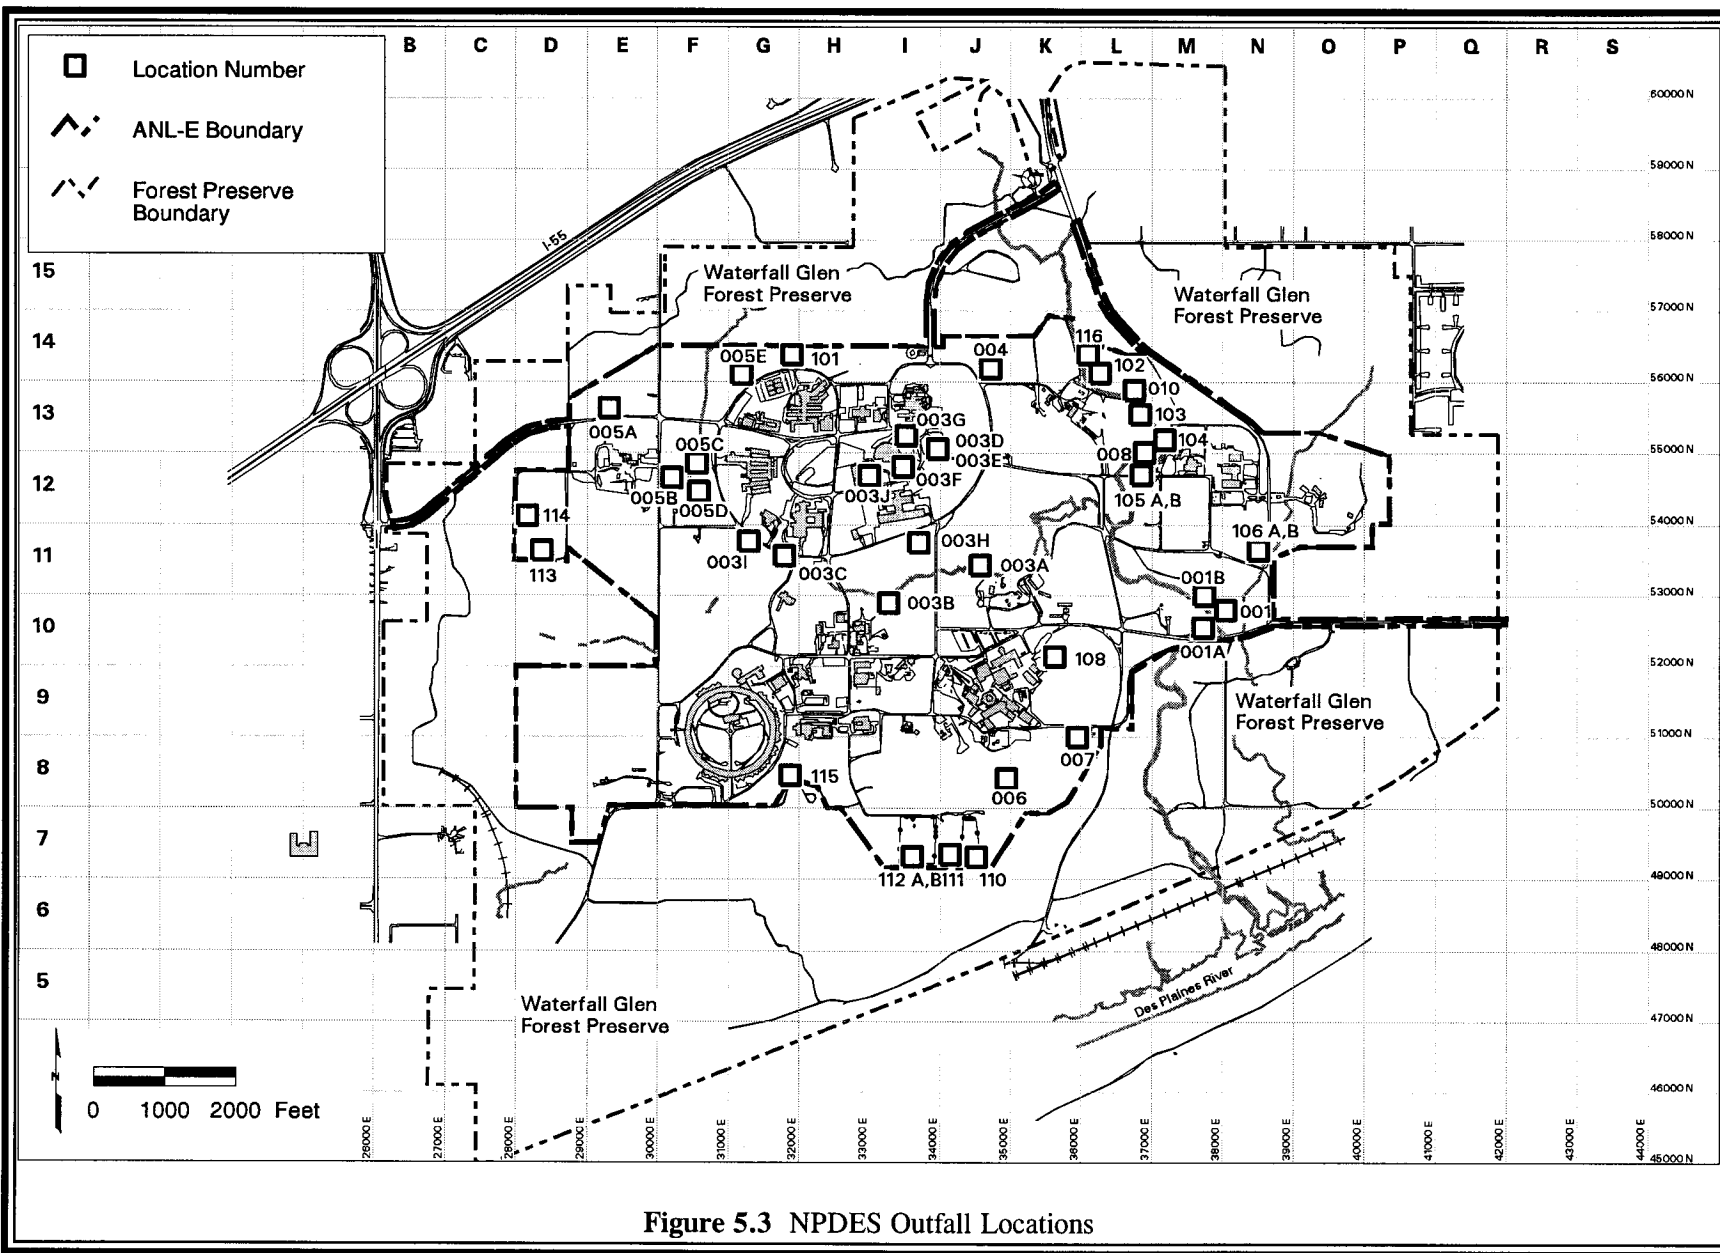 B C D E F G H I J K L M N O P Q R S
Location Number
ANL-E Boundary
Forest Preserve
Boundary
60000 N
59000 N
58000 N
57000 N
56000 N
55000 N
54000 N
53000 N
52000 N
51000 N
50000 N
49000 N
48000 N
47000 N
46000 N
45000 N
15
14
13
12
11
10
9
8
7
6
5
I-55
Waterfall Glen
Forest Preserve
Waterfall Glen
Forest Preserve
005E
101
004
116
102
010
103
005A
003G
005C
003D
003E
104
008
005B
005D
003J
003F
105 A,B
114
113
003I
003C
003H
003A
106 A,B
001B
003B
001
001A
108
Waterfall Glen
Forest Preserve
007
115
006
112 A,B
111
110
Waterfall Glen
Forest Preserve
Des Plaines River
N
0 1000 2000 Feet
26000 E
27000 E
28000 E
29000 E
30000 E
31000 E
32000 E
33000 E
34000 E
35000 E
36000 E
37000 E
38000 E
39000 E
40000 E
41000 E
42000 E
43000 E
44000 E
Figure 5.3 NPDES Outfall Locations